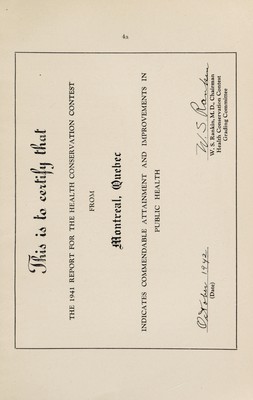 4a
This is to certify that
THE 1941 REPORT FOR THE HEALTH CONSERVATION CONTEST
FROM
Montreal, Quebec
INDICATES COMMENDABLE ATTAINMENT AND IMPROVEMENTS IN
PUBLIC HEALTH
October 1942
(Date)
W. S. Rankin
W. S. Rankin, M.D., Chairman
Health Conservation Contest
Grading Committee